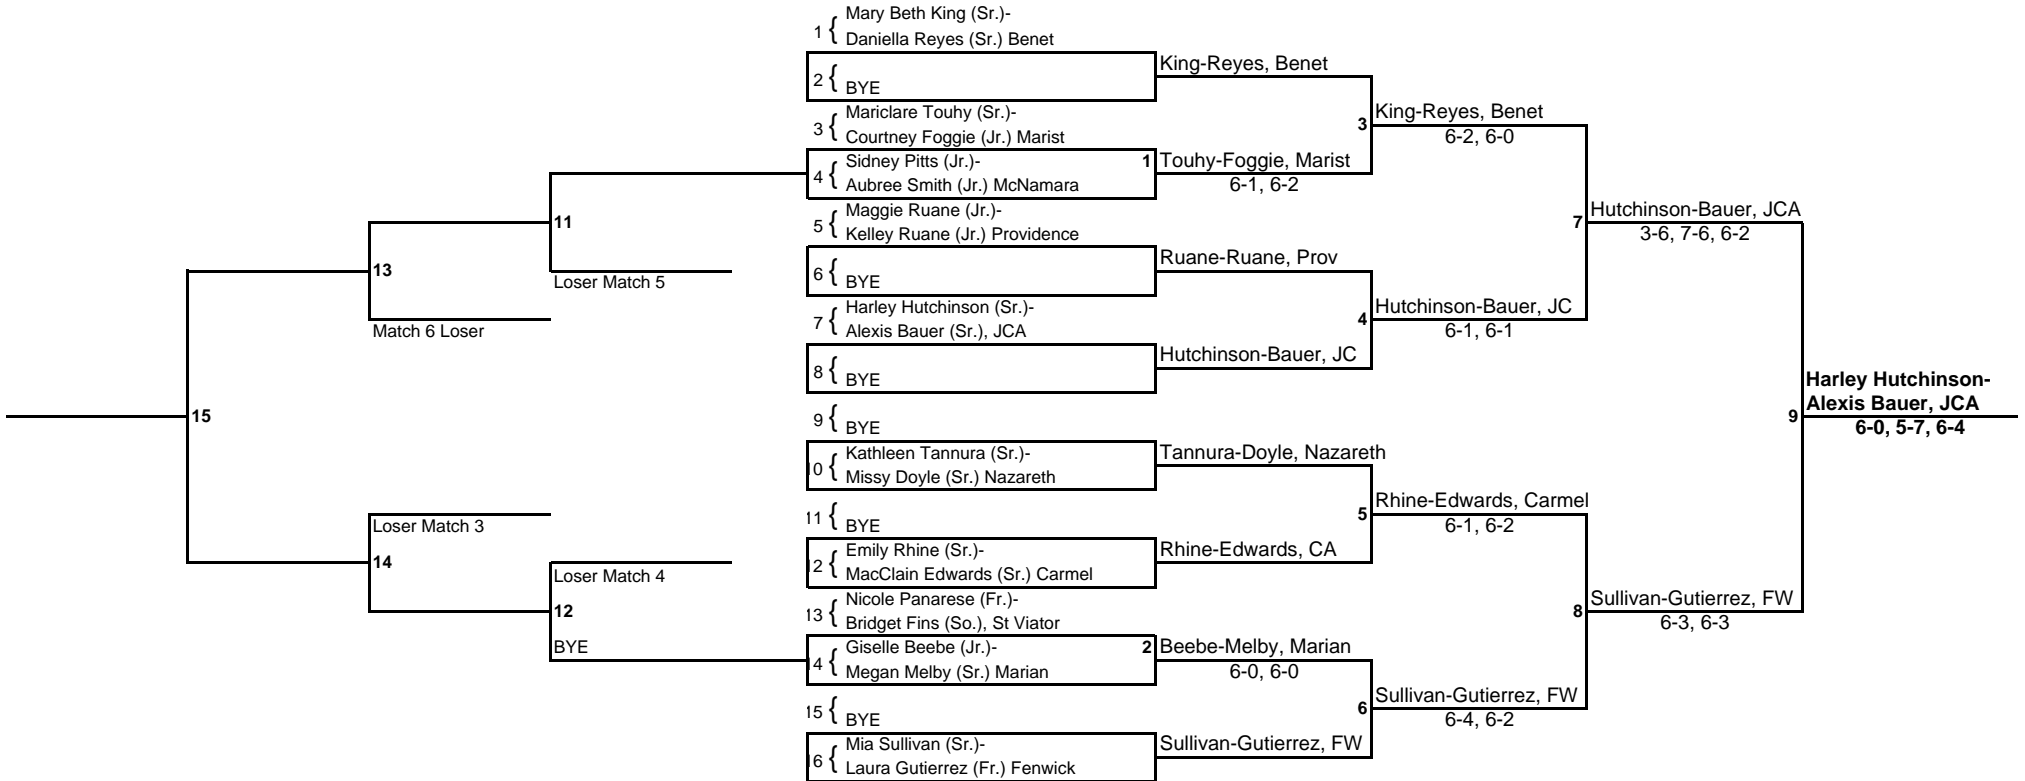 1 { Mary Beth King (Sr.)-
Daniella Reyes (Sr.) Benet
2 { BYE
King-Reyes, Benet
3 { Mariclare Touhy (Sr.)-
Courtney Foggie (Jr.) Marist
3
King-Reyes, Benet
6-2, 6-0
4 { Sidney Pitts (Jr.)-
Aubree Smith (Jr.) McNamara
1
Touhy-Foggie, Marist
6-1, 6-2
5 { Maggie Ruane (Jr.)-
Kelley Ruane (Jr.) Providence
11
7
Hutchinson-Bauer, JCA
3-6, 7-6, 6-2
6 { BYE
Ruane-Ruane, Prov
13
Loser Match 5
7 { Harley Hutchinson (Sr.)-
Alexis Bauer (Sr.), JCA
4
Hutchinson-Bauer, JC
6-1, 6-1
Match 6 Loser
8 { BYE
Hutchinson-Bauer, JC
15
9 { BYE
9
Harley Hutchinson-
Alexis Bauer, JCA
6-0, 5-7, 6-4
10 { Kathleen Tannura (Sr.)-
Missy Doyle (Sr.) Nazareth
Tannura-Doyle, Nazareth
11 { BYE
5
Rhine-Edwards, Carmel
6-1, 6-2
Loser Match 3
12 { Emily Rhine (Sr.)-
MacClain Edwards (Sr.) Carmel
Rhine-Edwards, CA
14
Loser Match 4
13 { Nicole Panarese (Fr.)-
Bridget Fins (So.), St Viator
12
8
Sullivan-Gutierrez, FW
6-3, 6-3
BYE
14 { Giselle Beebe (Jr.)-
Megan Melby (Sr.) Marian
2
Beebe-Melby, Marian
6-0, 6-0
15 { BYE
6
Sullivan-Gutierrez, FW
6-4, 6-2
16 { Mia Sullivan (Sr.)-
Laura Gutierrez (Fr.) Fenwick
Sullivan-Gutierrez, FW